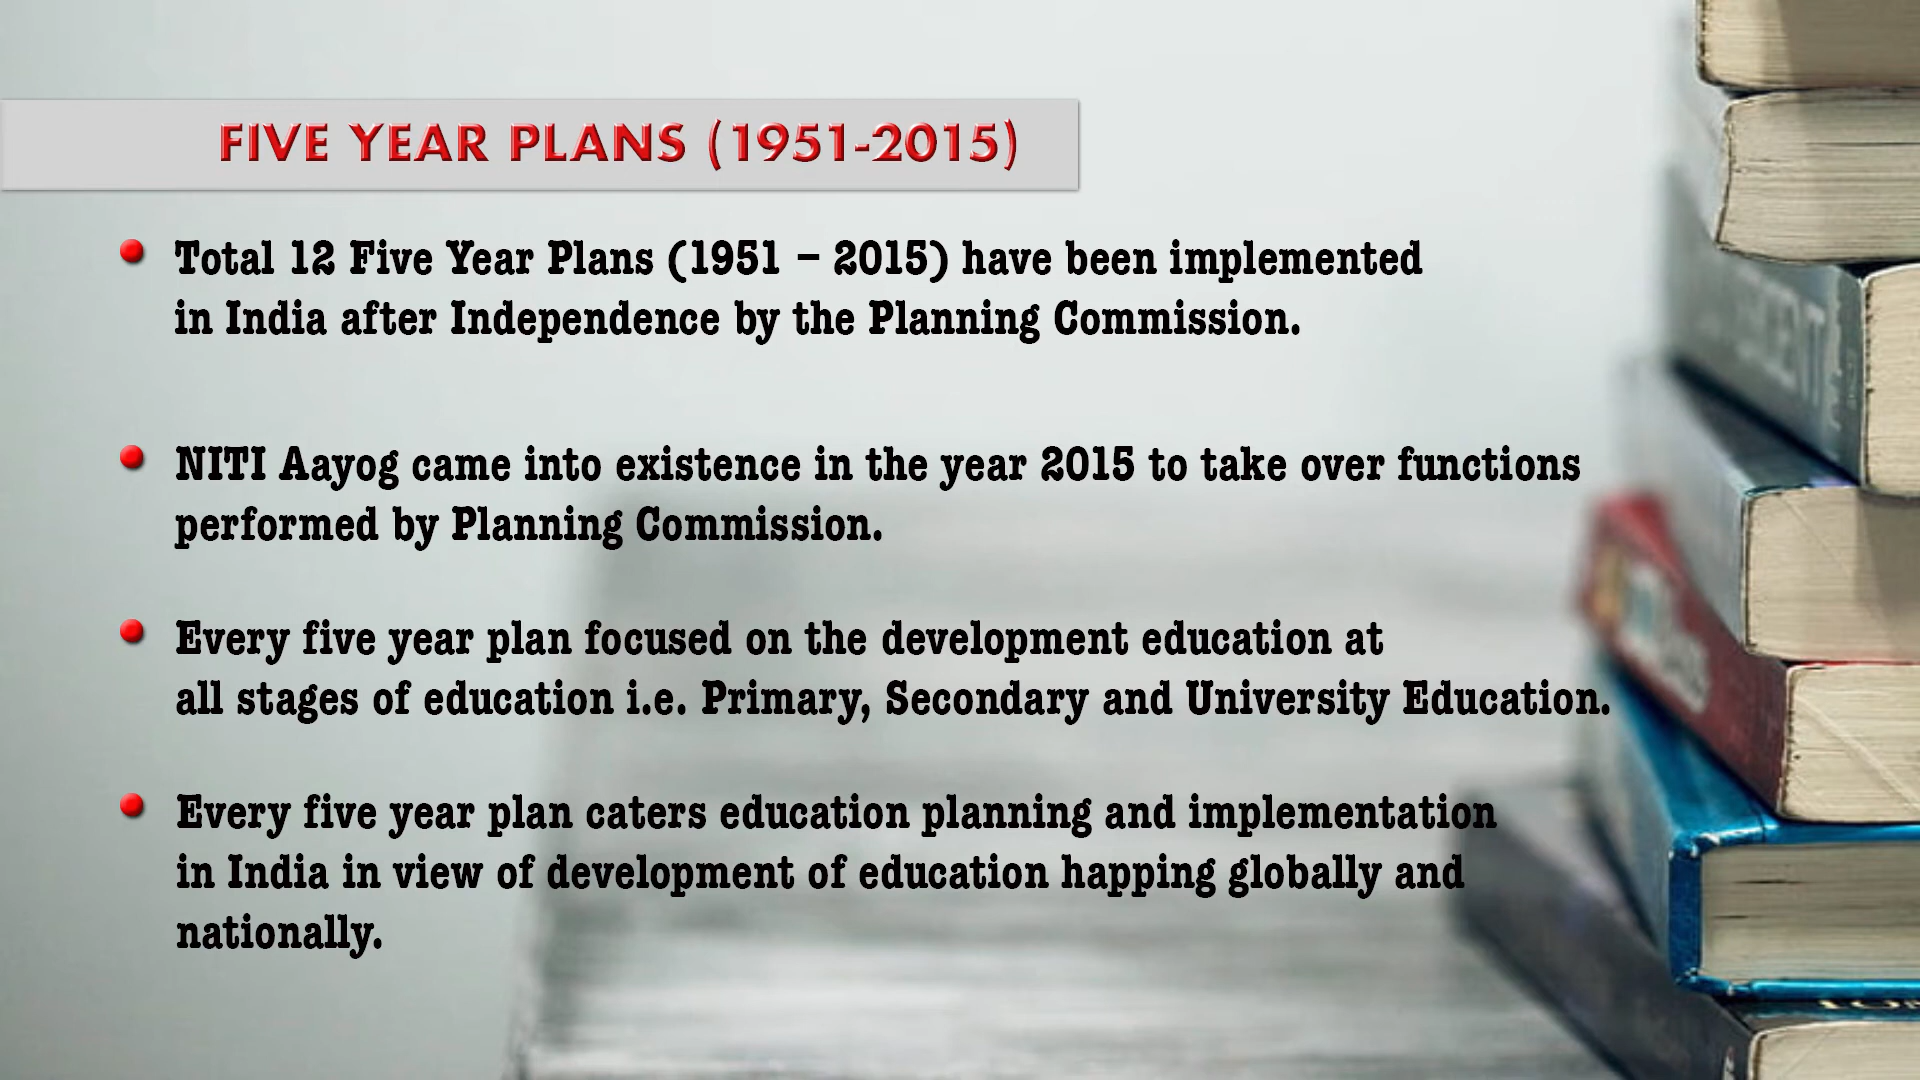 FIVE YEAR PLANS (1951-2015)
Total 12 Five Year Plans (1951 – 2015) have been implemented
in India after Independence by the Planning Commission.
NITI Aayog came into existence in the year 2015 to take over functions
performed by Planning Commission.
Every five year plan focused on the development education at
all stages of education i.e. Primary, Secondary and University Education.
Every five year plan caters education planning and implementation
in India in view of development of education happing globally and
nationally.